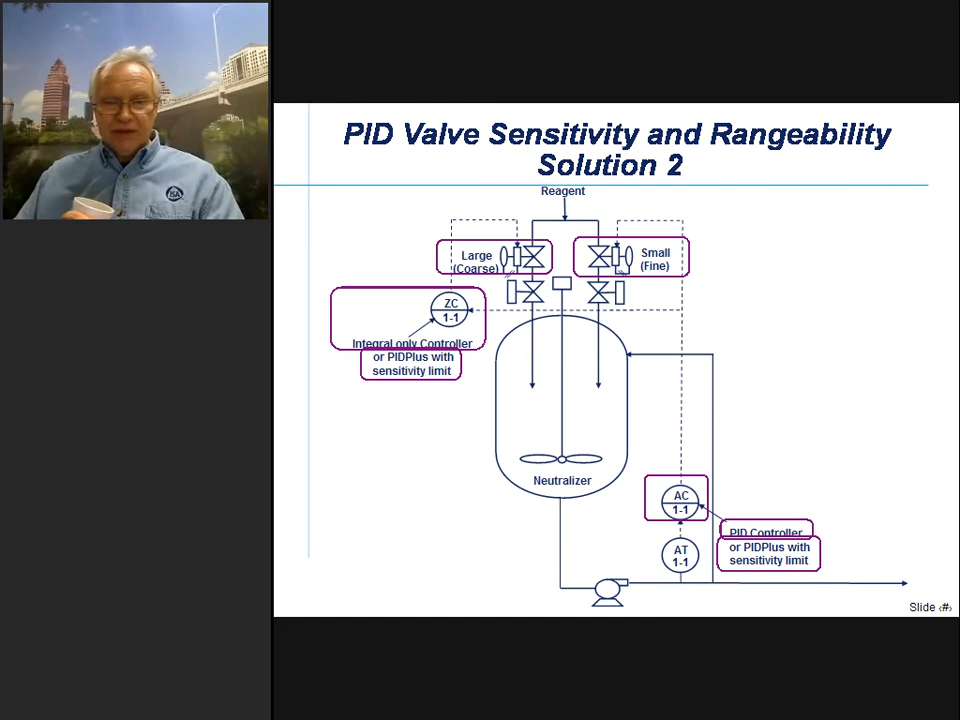 PID Valve Sensitivity and Rangeability
Solution 2
Reagent
Large
(Coarse)
Small
(Fine)
ZC
1-1
Integral only Controller
or PIDPlus with
sensitivity limit
Neutralizer
AC
1-1
PID Controller
or PIDPlus with
sensitivity limit
AT
1-1
Slide ‹#›
ISA